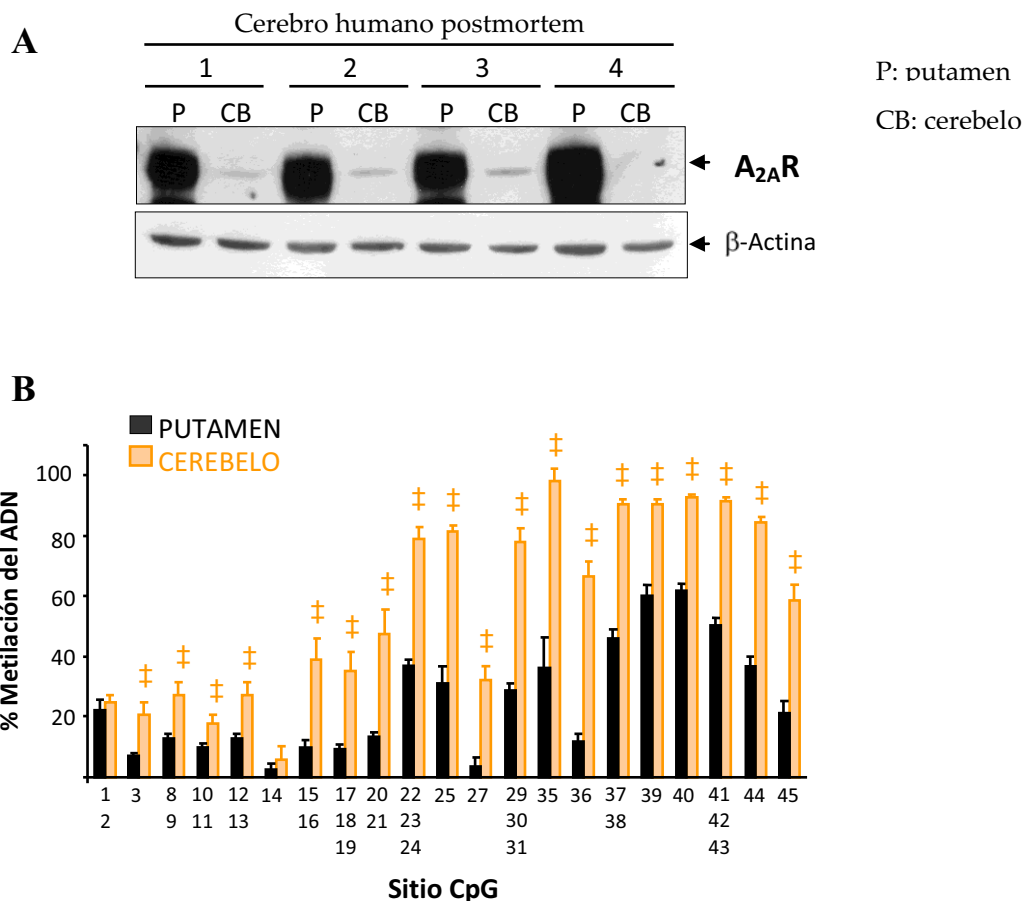 A
Cerebro humano postmortem
1 2 3 4
P CB P CB P CB P CB
P: putamen
CB: cerebelo
A2AR
β-Actina
B
PUTAMEN
CEREBELO
% Metilación del ADN
100
80
60
40
20
‡ ‡ ‡ ‡ ‡ ‡ ‡ ‡ ‡ ‡ ‡ ‡ ‡ ‡ ‡ ‡ ‡ ‡ ‡
1 3 8 10 12 14 15 17 20 22 25 27 29 35 36 37 39 40 41 44 45
2 9 11 13 16 18 21 23 30 38 42
19 24 31 43
Sitio CpG